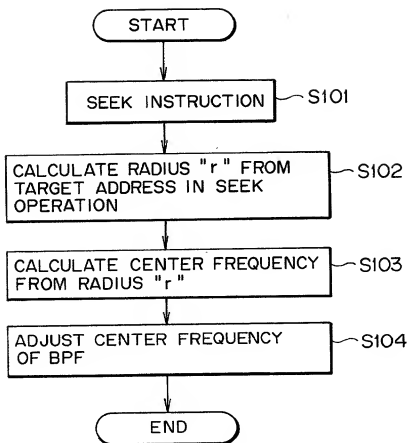 START
SEEK INSTRUCTION
S101
CALCULATE RADIUS "r" FROM
TARGET ADDRESS IN SEEK
OPERATION
S102
CALCULATE CENTER FREQUENCY
FROM RADIUS "r"
S103
ADJUST CENTER FREQUENCY
OF BPF
S104
END